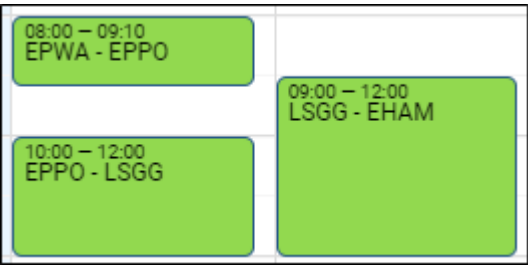 08:00 – 09:10
EPWA - EPPO
10:00 – 12:00
EPPO - LSGG
09:00 – 12:00
LSGG - EHAM